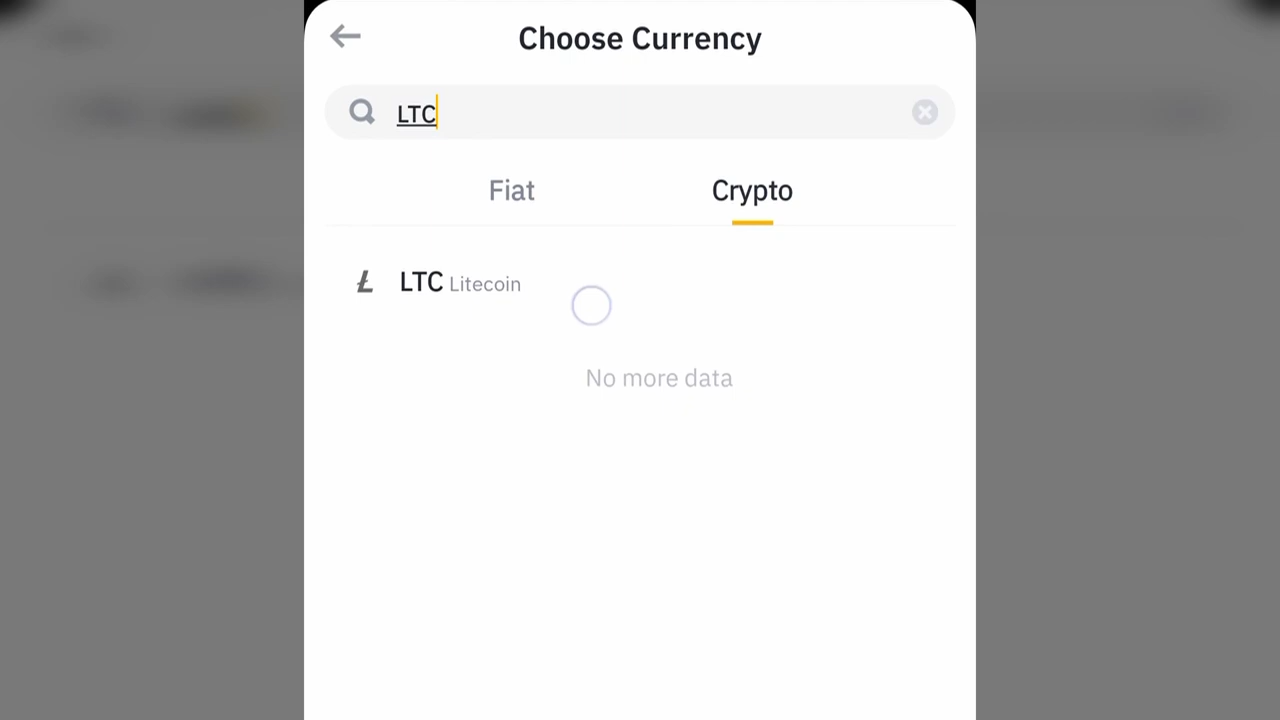 Choose Currency
LTC
Fiat Crypto
LTC Litecoin
No more data